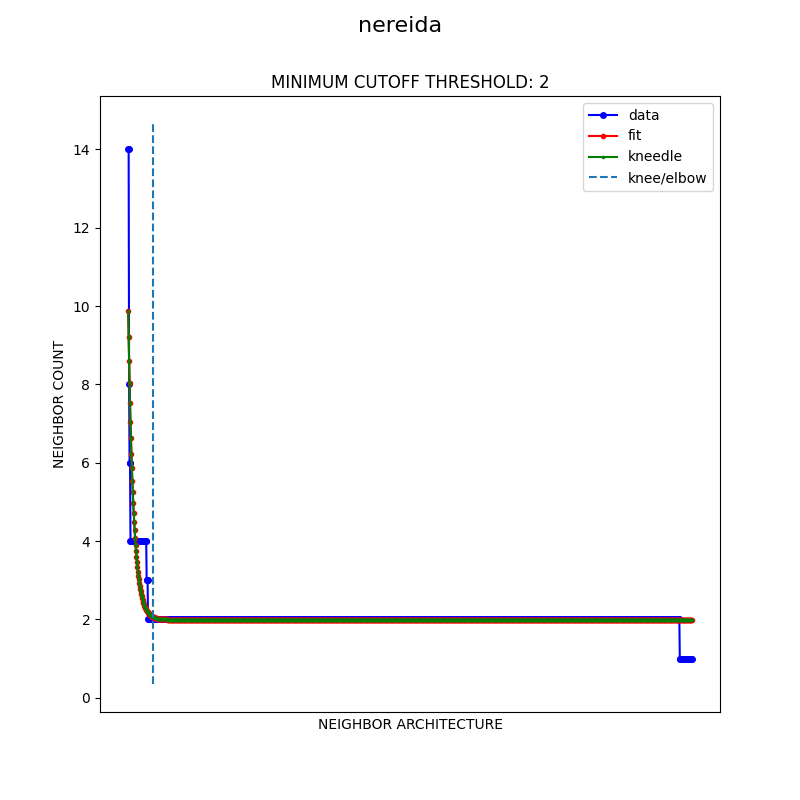 nereida
MINIMUM CUTOFF THRESHOLD: 2
data
fit
kneedle
knee/elbow
14
12
10
8
6
4
2
0
NEIGHBOR COUNT
NEIGHBOR ARCHITECTURE